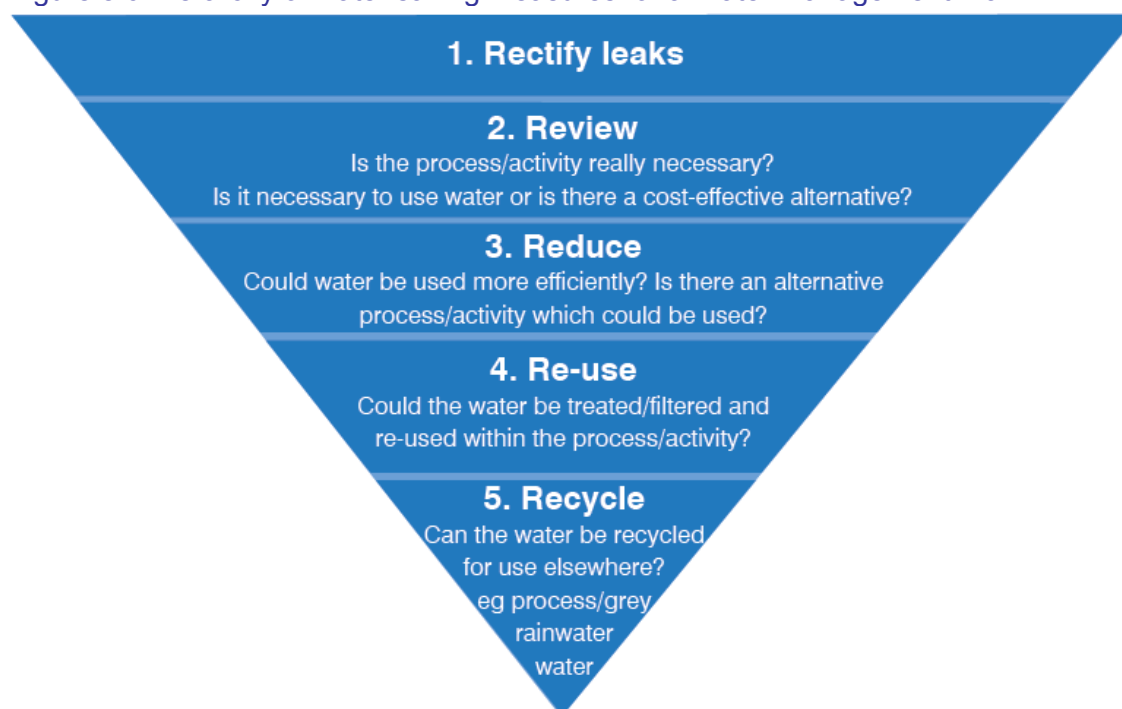 1. Rectify leaks
2. Review
Is the process/activity really necessary?
Is it necessary to use water or is there a cost-effective alternative?
3. Reduce
Could water be used more efficiently? Is there an alternative
process/activity which could be used?
4. Re-use
Could the water be treated/filtered and
re-used within the process/activity?
5. Recycle
Can the water be recycled
for use elsewhere?
eg process/grey
rainwater
water